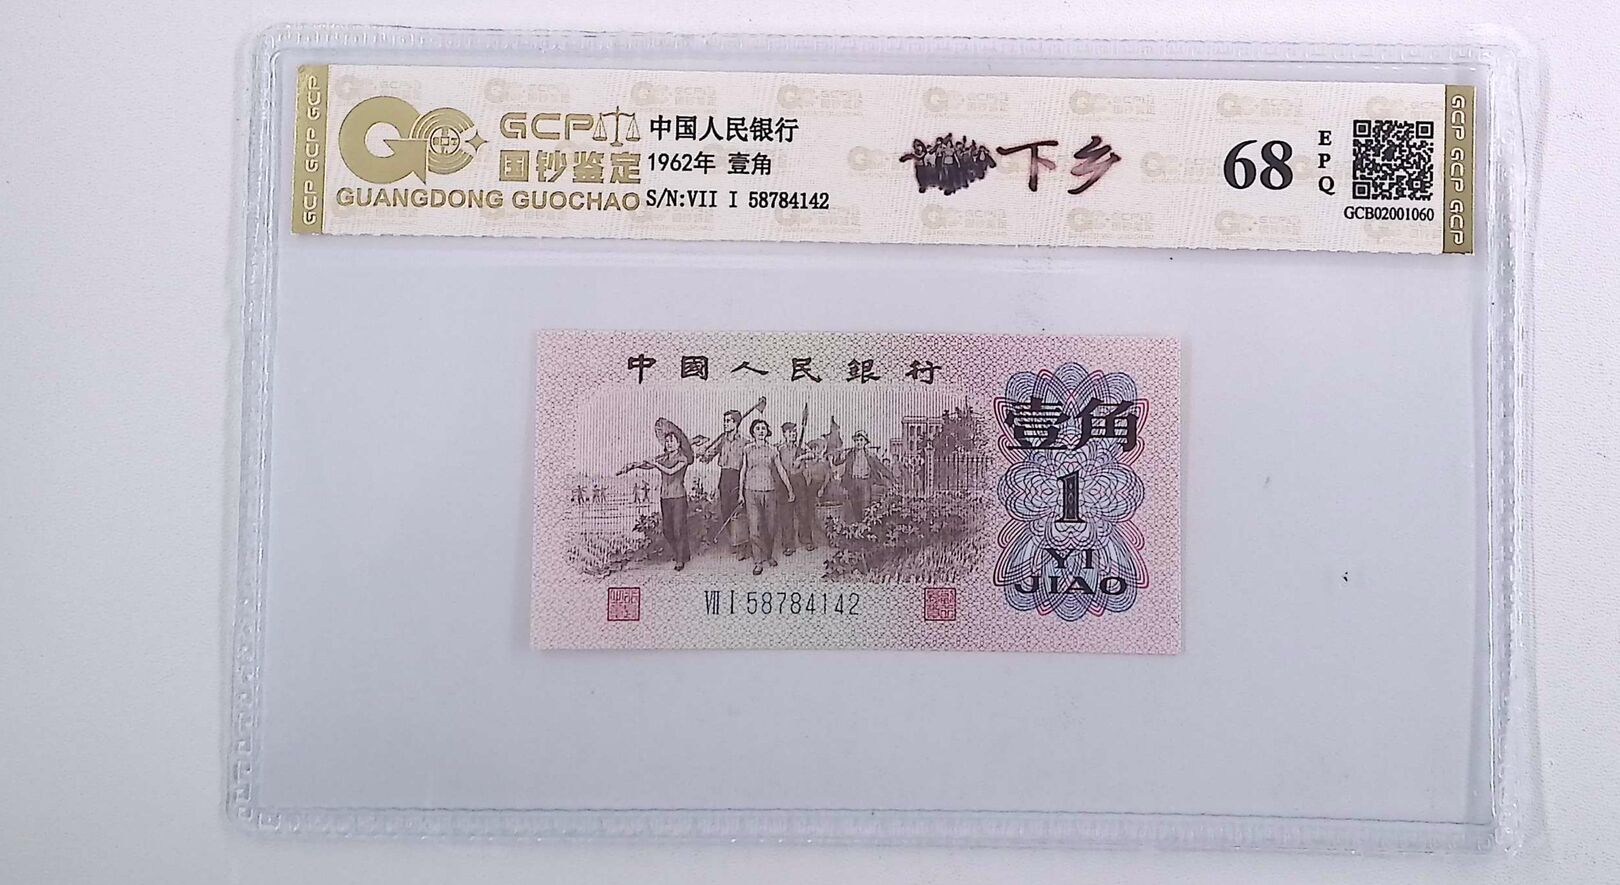 GCP GCP GCP
GCP
国钞鉴定
GUANGDONG GUOCHAO
中国人民银行
1962年 壹角
S/N:VII I 58784142
下乡
68
EPQ
GCB02001060
GCP GCP GCP
中國人民銀行
壹角
1
YI
JIAO
VII I 58784142